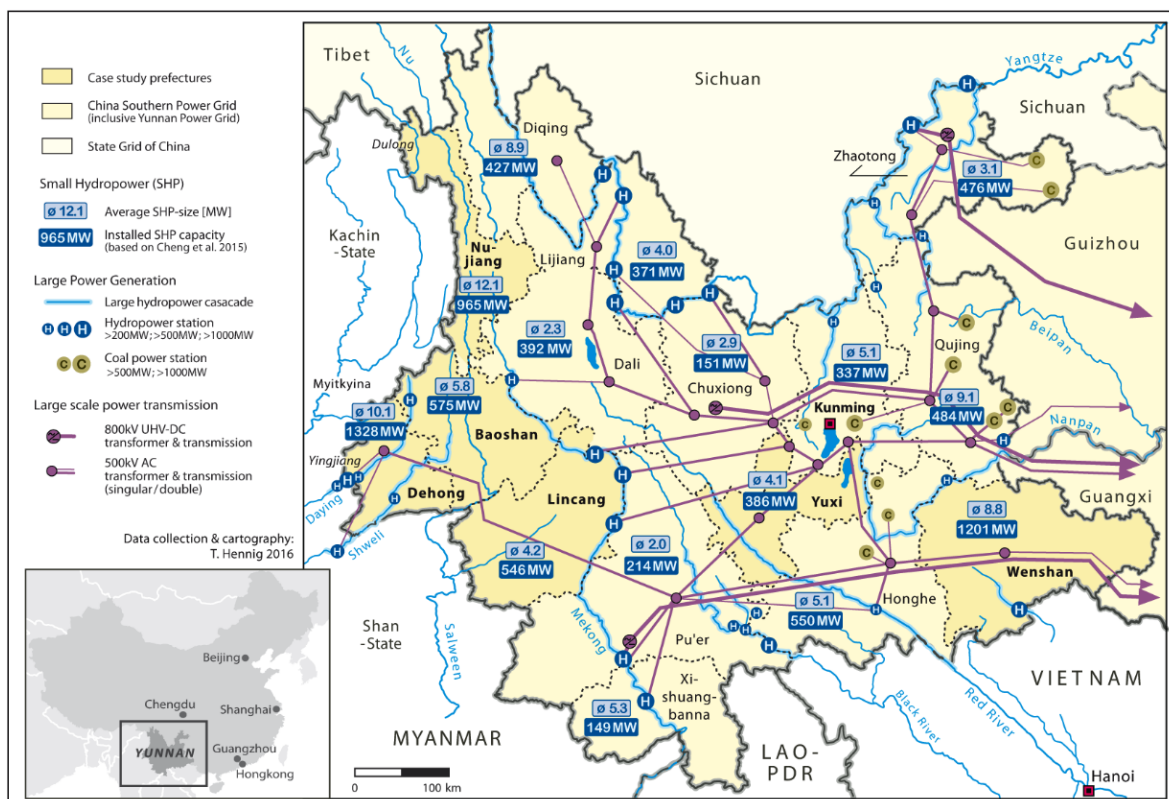 Case study prefectures
China Southern Power Grid
(inclusive Yunnan Power Grid)
State Grid of China
Small Hydropower (SHP)
ø 12.1
Average SHP-size [MW]
965 MW
Installed SHP capacity
(based on Cheng et al. 2015)
Large Power Generation
Large hydropower casacade
H H H
Hydropower station
>200MW; >500MW; >1000MW
C C
Coal power station
>500MW; >1000MW
Large scale power transmission
800kV UHV-DC
transformer & transmission
500kV AC
transformer & transmission
(singular/double)
Data collection & cartography:
T. Hennig 2016
Beijing
Chengdu
Shanghai
YUNNAN
Guangzhou
Hongkong
Tibet
Nu
Sichuan
Yangtze
Sichuan
Diqing
Dulong
ø 8.9
427 MW
Zhaotong
ø 3.1
476 MW
Kachin
-State
Nu-
jiang
Lijiang
ø 4.0
371 MW
Guizhou
ø 12.1
965 MW
ø 2.3
392 MW
Dali
ø 2.9
151 MW
Chuxiong
ø 5.1
337 MW
Qujing
Beipan
Myitkyina
ø 5.8
575 MW
Kunming
ø 9.1
484 MW
Nanpan
ø 10.1
1328 MW
Baoshan
Yingjiang
Dehong
Lincang
ø 4.1
386 MW
Yuxi
Guangxi
Daying
Shweli
ø 8.8
1201 MW
ø 4.2
546 MW
ø 2.0
214 MW
Wenshan
ø 5.1
550 MW
Honghe
Shan
-State
Salween
Mekong
Pu'er
Xi-
shuang-
banna
ø 5.3
149 MW
VIETNAM
Black River
Red River
MYANMAR
LAO-
PDR
Hanoi
0
100 km